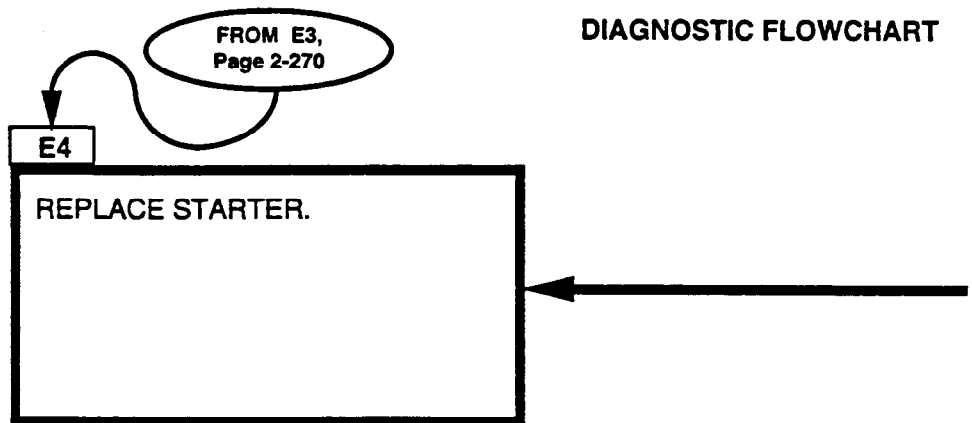 FROM E3,
Page 2-270
DIAGNOSTIC FLOWCHART
E4
REPLACE STARTER.